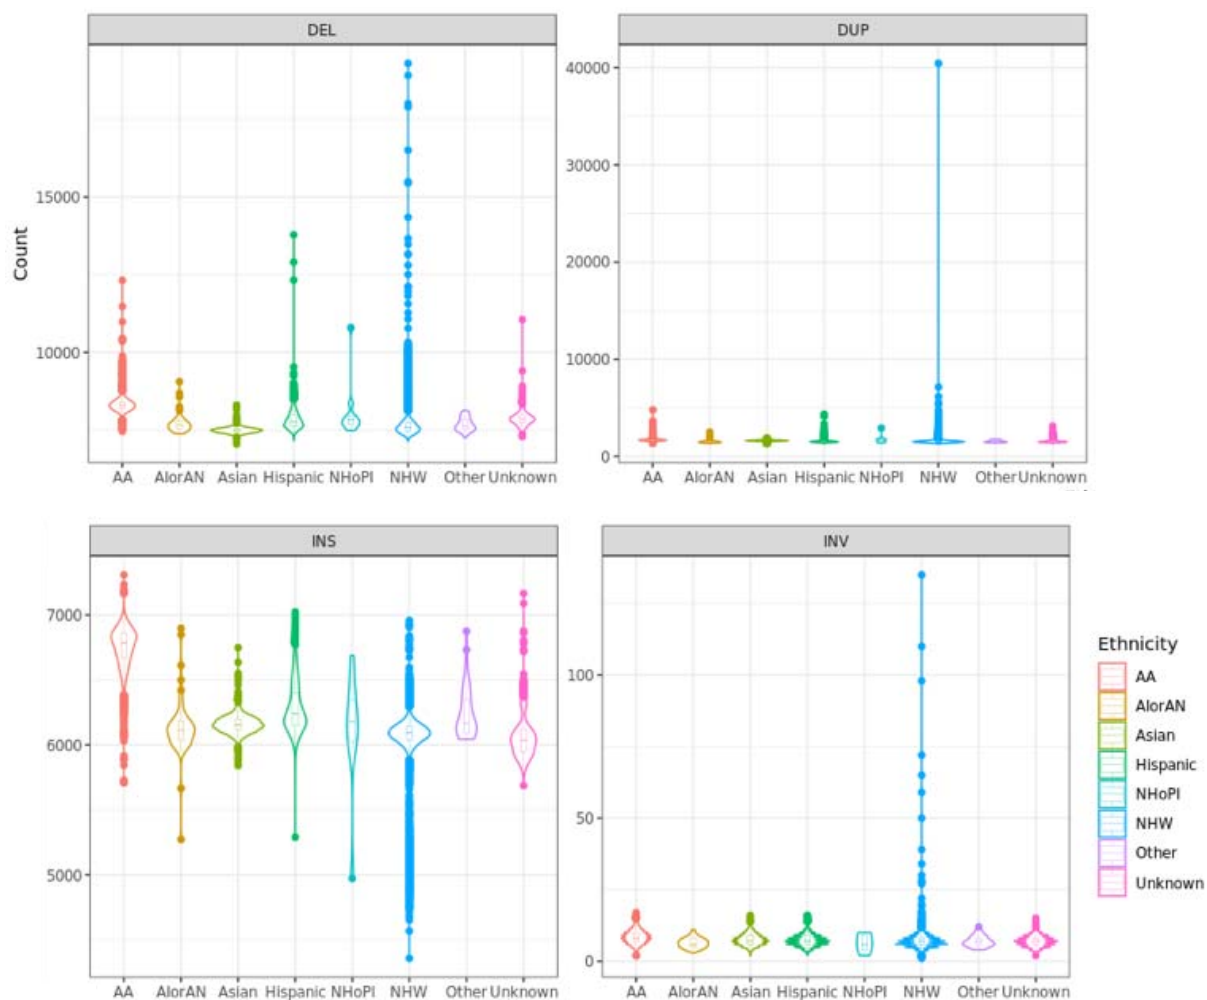 DEL
DUP
Count
15000
10000
40000
30000
20000
10000
0
AA AIorAN Asian Hispanic NHoPI NHW Other Unknown
AA AIorAN Asian Hispanic NHoPI NHW Other Unknown
INS
INV
7000
6000
5000
100
50
0
AA AIorAN Asian Hispanic NHoPI NHW Other Unknown
AA AIorAN Asian Hispanic NHoPI NHW Other Unknown
Ethnicity
AA
AIorAN
Asian
Hispanic
NHoPI
NHW
Other
Unknown